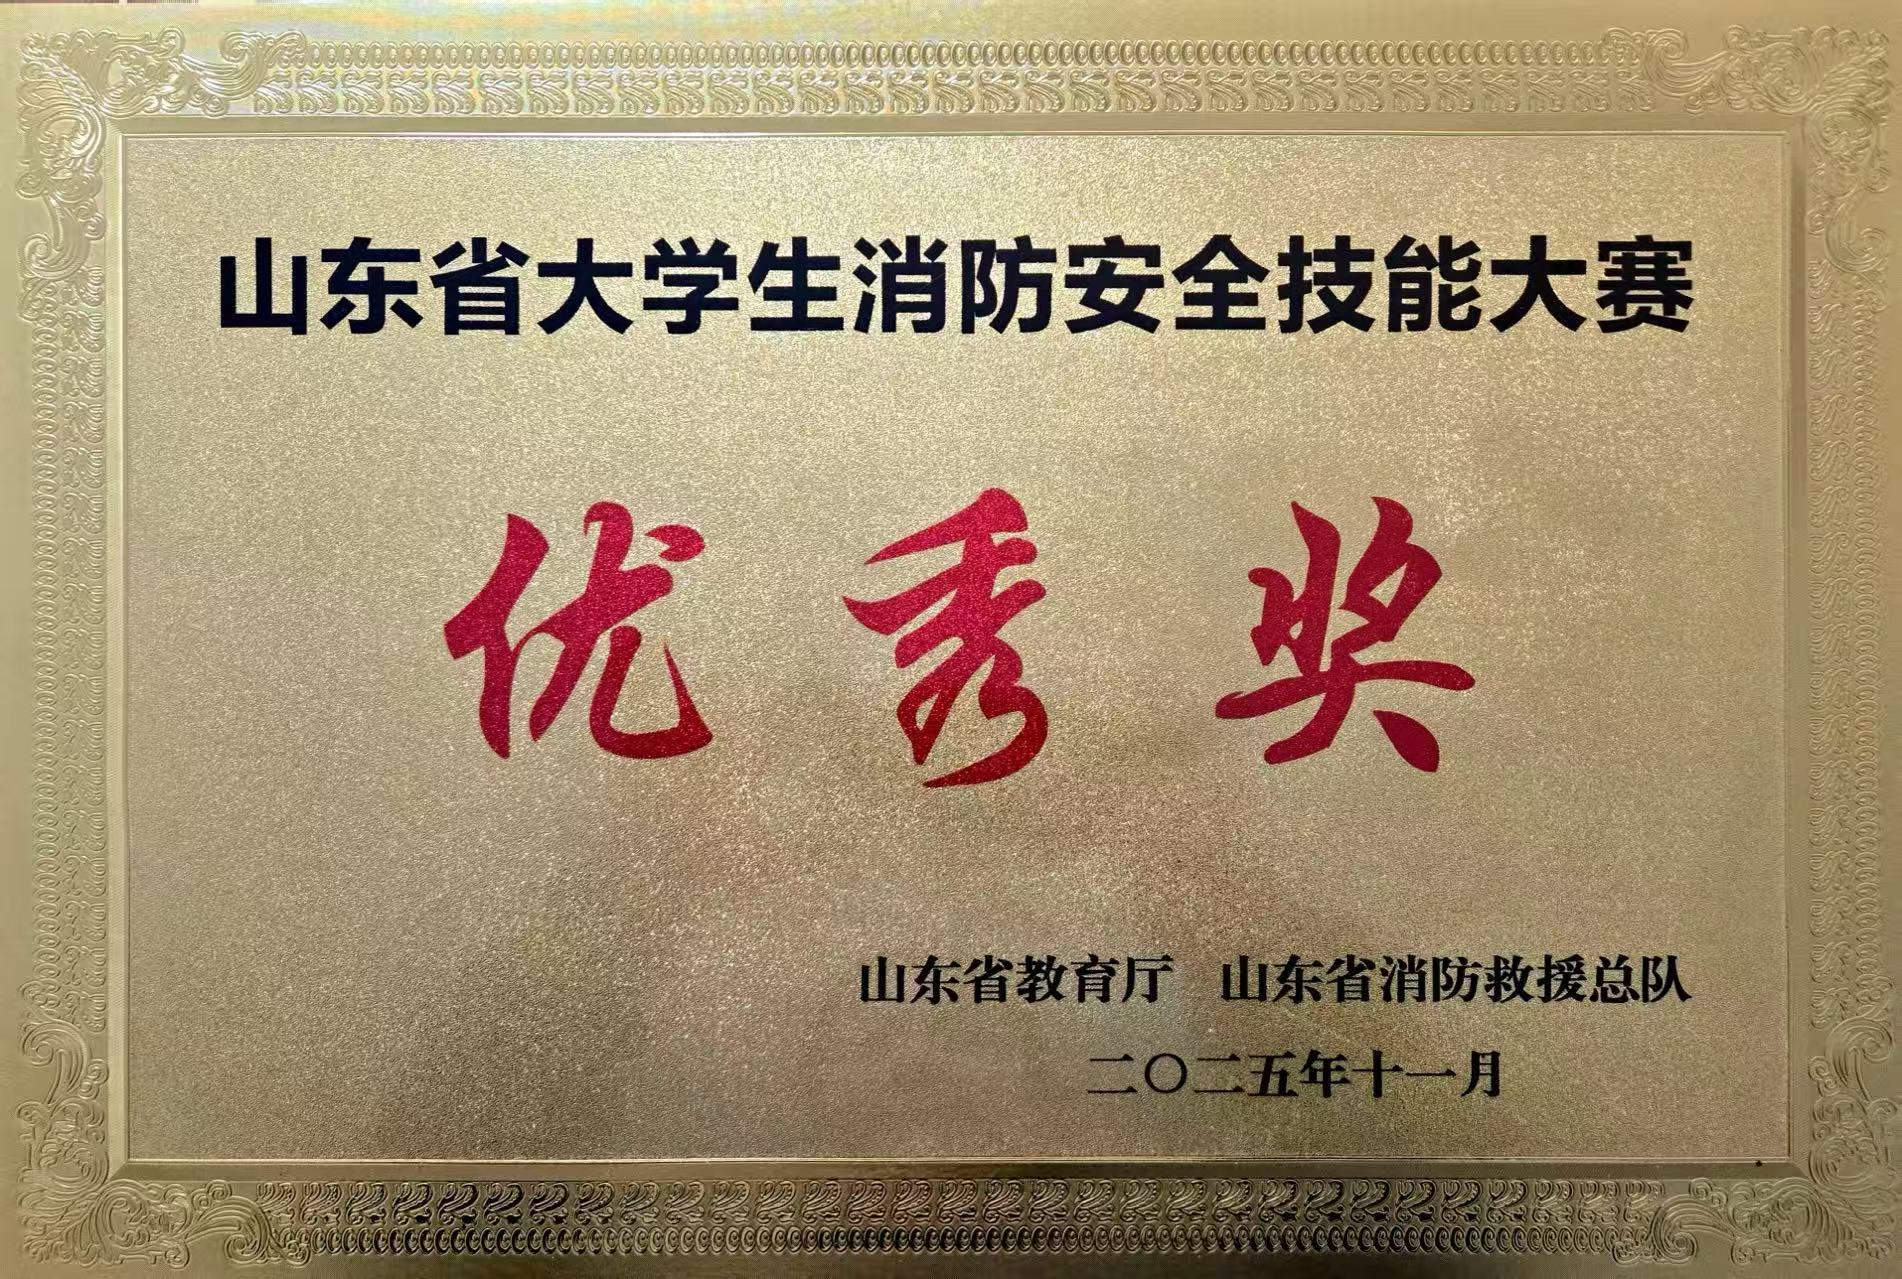 山东省大学生消防安全技能大赛
优秀奖
山东省教育厅 山东省消防救援总队
二〇二五年十一月